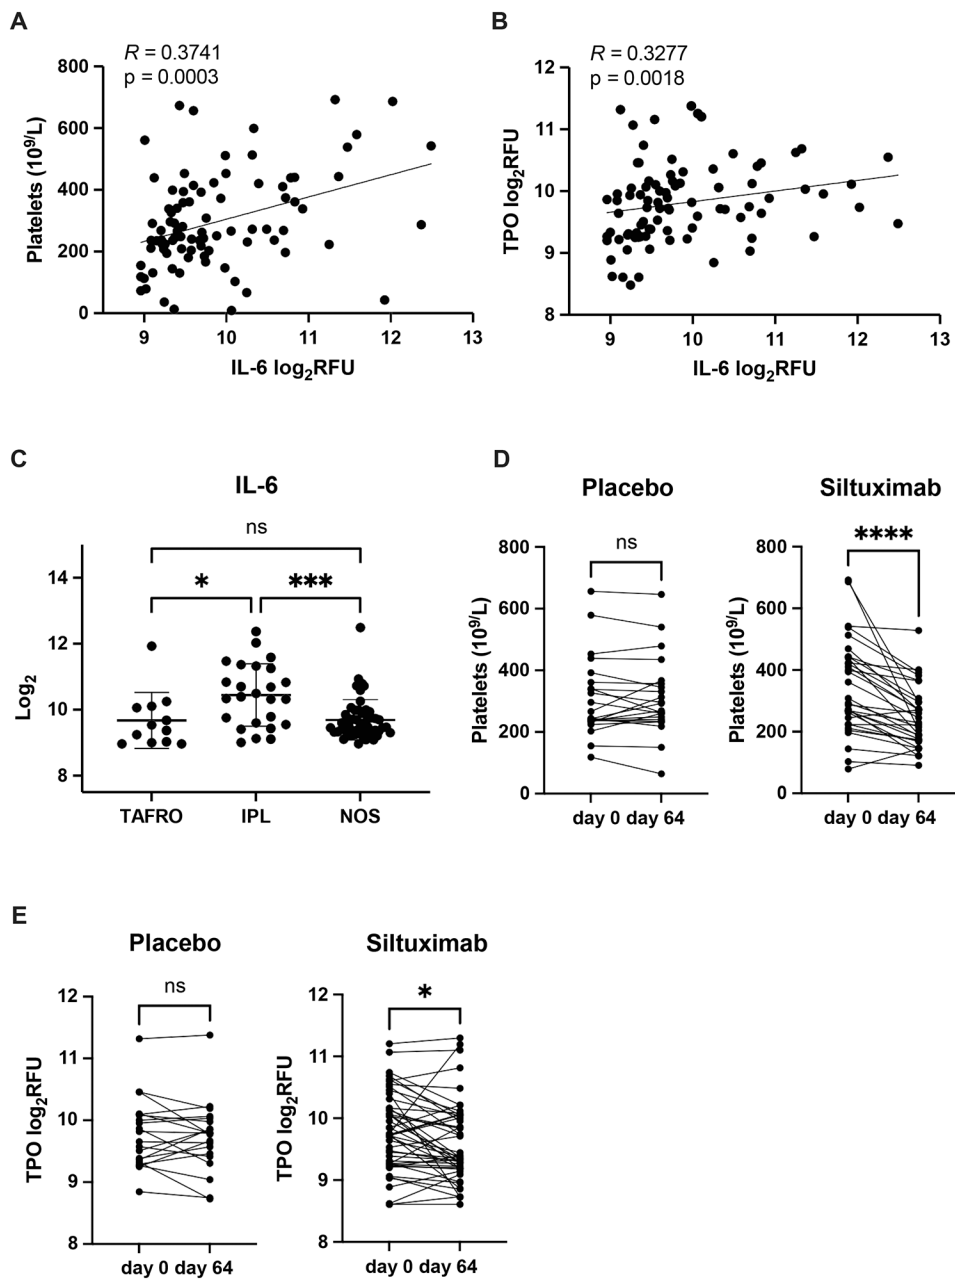 A
R = 0.3741
p = 0.0003
Platelets (10⁹/L)
800
600
400
200
0
9 10 11 12 13
IL-6 log₂RFU
B
R = 0.3277
p = 0.0018
TPO log₂RFU
12
11
10
9
8
9 10 11 12 13
IL-6 log₂RFU
C
IL-6
ns
* ***
Log₂
14
12
10
8
TAFRO IPL NOS
D
Placebo
ns
Platelets (10⁹/L)
800
600
400
200
0
day 0 day 64
Siltuximab
****
Platelets (10⁹/L)
800
600
400
200
0
day 0 day 64
E
Placebo
ns
TPO log₂RFU
12
11
10
9
8
day 0 day 64
Siltuximab
*
TPO log₂RFU
12
11
10
9
8
day 0 day 64